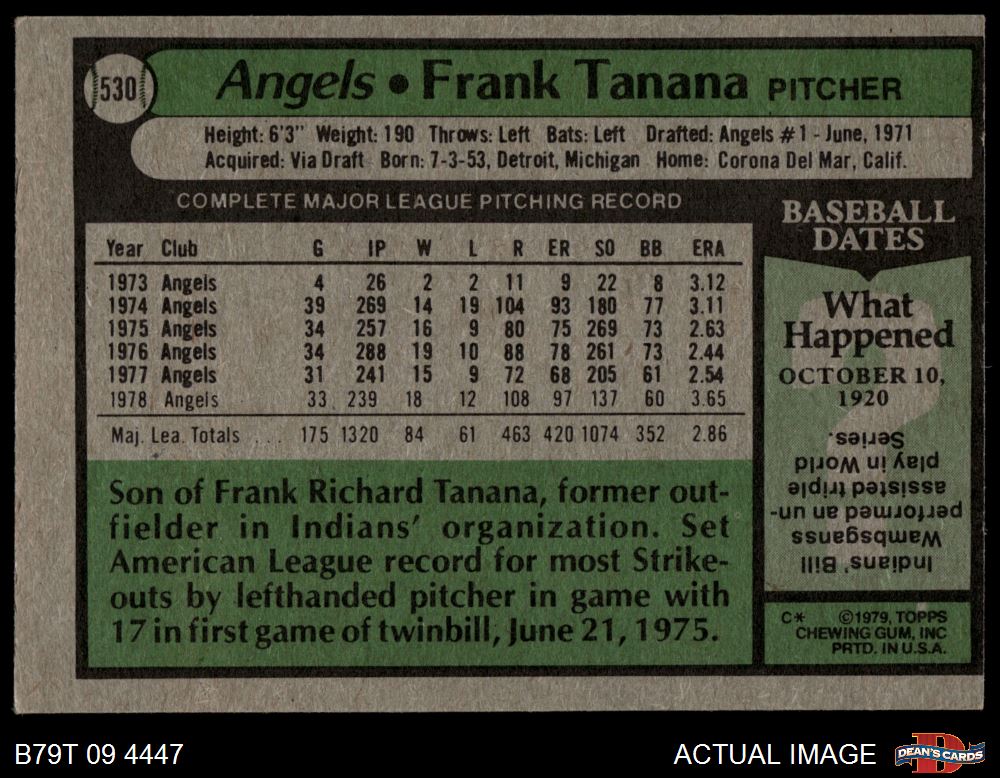 530
Angels • Frank Tanana PITCHER
Height: 6'3" Weight: 190 Throws: Left Bats: Left Drafted: Angels #1 - June, 1971
Acquired: Via Draft Born: 7-3-53, Detroit, Michigan Home: Corona Del Mar, Calif.
COMPLETE MAJOR LEAGUE PITCHING RECORD
Year Club G IP W L R ER SO BB ERA
1973 Angels 4 26 2 2 11 9 22 8 3.12
1974 Angels 39 269 14 19 104 93 180 77 3.11
1975 Angels 34 257 16 9 80 75 269 73 2.63
1976 Angels 34 288 19 10 88 78 261 73 2.44
1977 Angels 31 241 15 9 72 68 205 61 2.54
1978 Angels 33 239 18 12 108 97 137 60 3.65
Maj. Lea. Totals ... 175 1320 84 61 463 420 1074 352 2.86
Son of Frank Richard Tanana, former out-
fielder in Indians' organization. Set
American League record for most Strike-
outs by lefthanded pitcher in game with
17 in first game of twinbill, June 21, 1975.
BASEBALL
DATES
What
Happened
OCTOBER 10,
1920
Indians' Bill
Wambsganss
performed an un-
assisted triple
play in World
Series.
C* ©1979, TOPPS
CHEWING GUM, INC
PRTD. IN U.S.A.
B79T 09 4447
ACTUAL IMAGE
DEAN'S CARDS